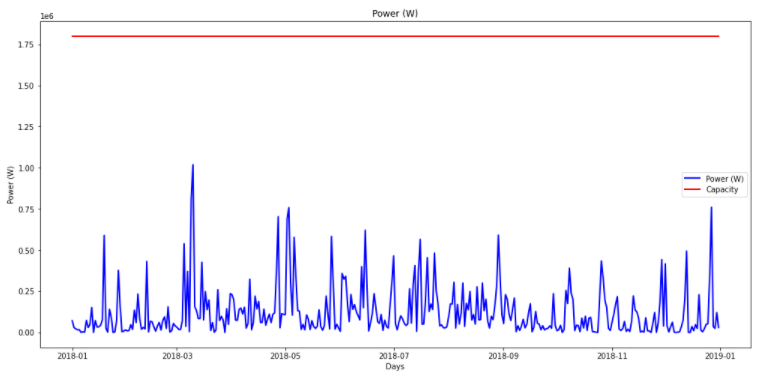 Power (W)
1e6
1.75
1.50
1.25
1.00
0.75
0.50
0.25
0.00
Power (W)
Power (W)
Capacity
2018-01
2018-03
2018-05
2018-07
2018-09
2018-11
2019-01
Days